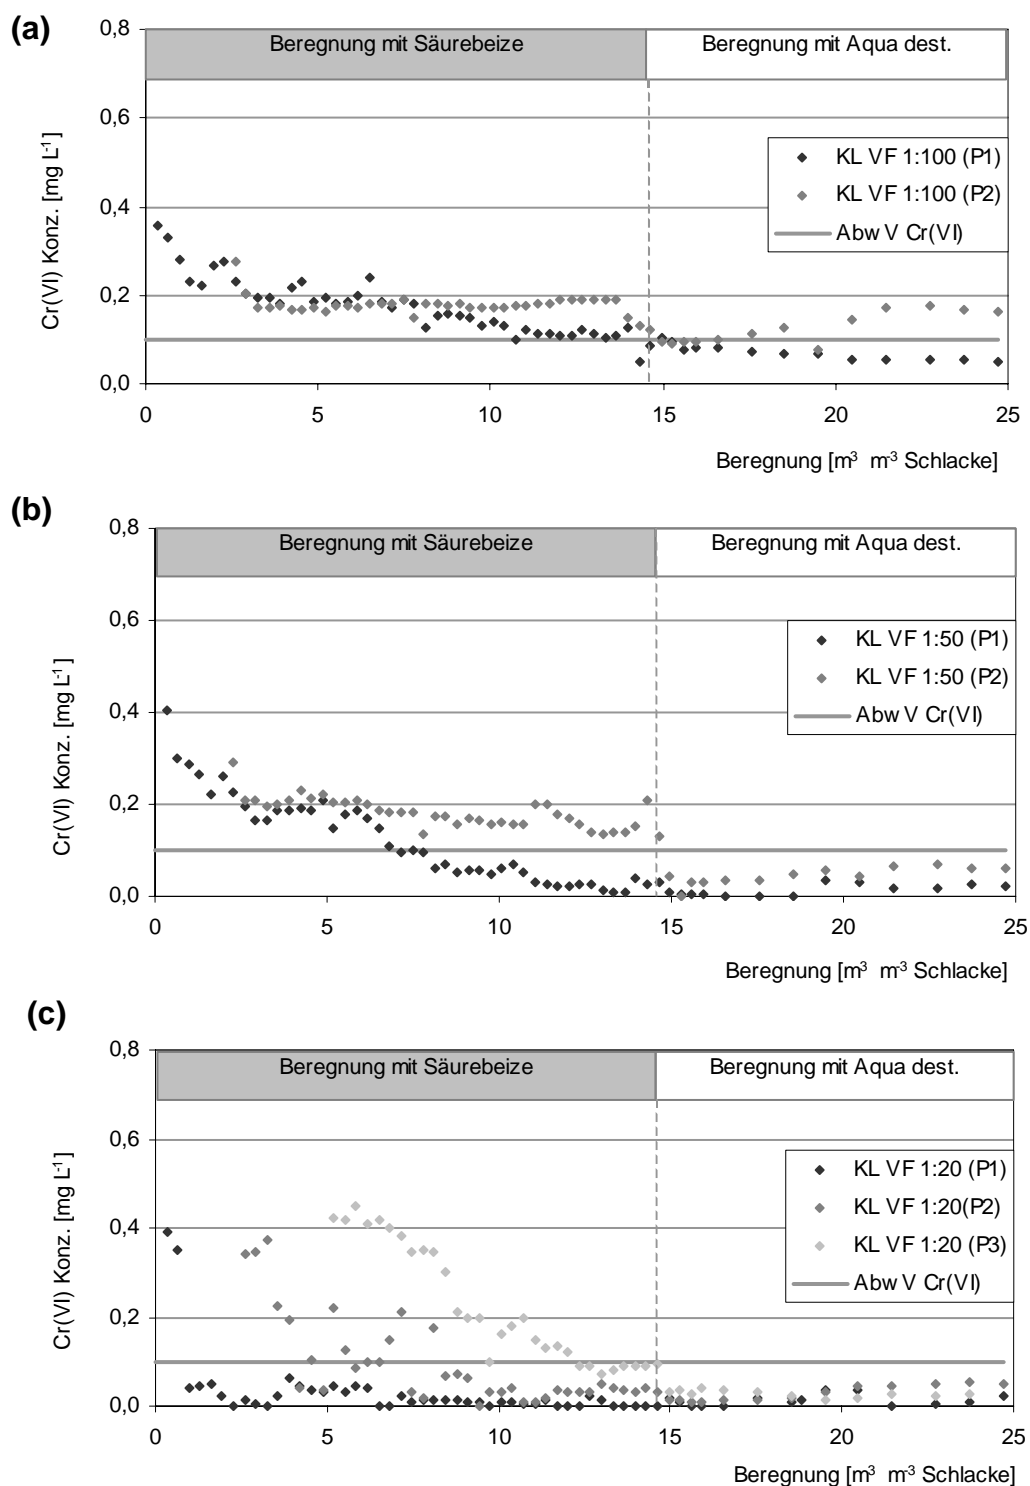 (a)
0,8
Beregnung mit Säurebeize
Beregnung mit Aqua dest.
0,6
KL VF 1:100 (P1)
KL VF 1:100 (P2)
Abw V Cr(VI)
0,4
0,2
0,0
Cr(VI) Konz. [mg L⁻¹]
0 5 10 15 20 25
Beregnung [m³ m⁻³ Schlacke]
(b)
0,8
Beregnung mit Säurebeize
Beregnung mit Aqua dest.
0,6
KL VF 1:50 (P1)
KL VF 1:50 (P2)
Abw V Cr(VI)
0,4
0,2
0,0
Cr(VI) Konz. [mg L⁻¹]
0 5 10 15 20 25
Beregnung [m³ m⁻³ Schlacke]
(c)
0,8
Beregnung mit Säurebeize
Beregnung mit Aqua dest.
0,6
KL VF 1:20 (P1)
KL VF 1:20(P2)
KL VF 1:20 (P3)
Abw V Cr(VI)
0,4
0,2
0,0
Cr(VI) Konz. [mg L⁻¹]
0 5 10 15 20 25
Beregnung [m³ m⁻³ Schlacke]